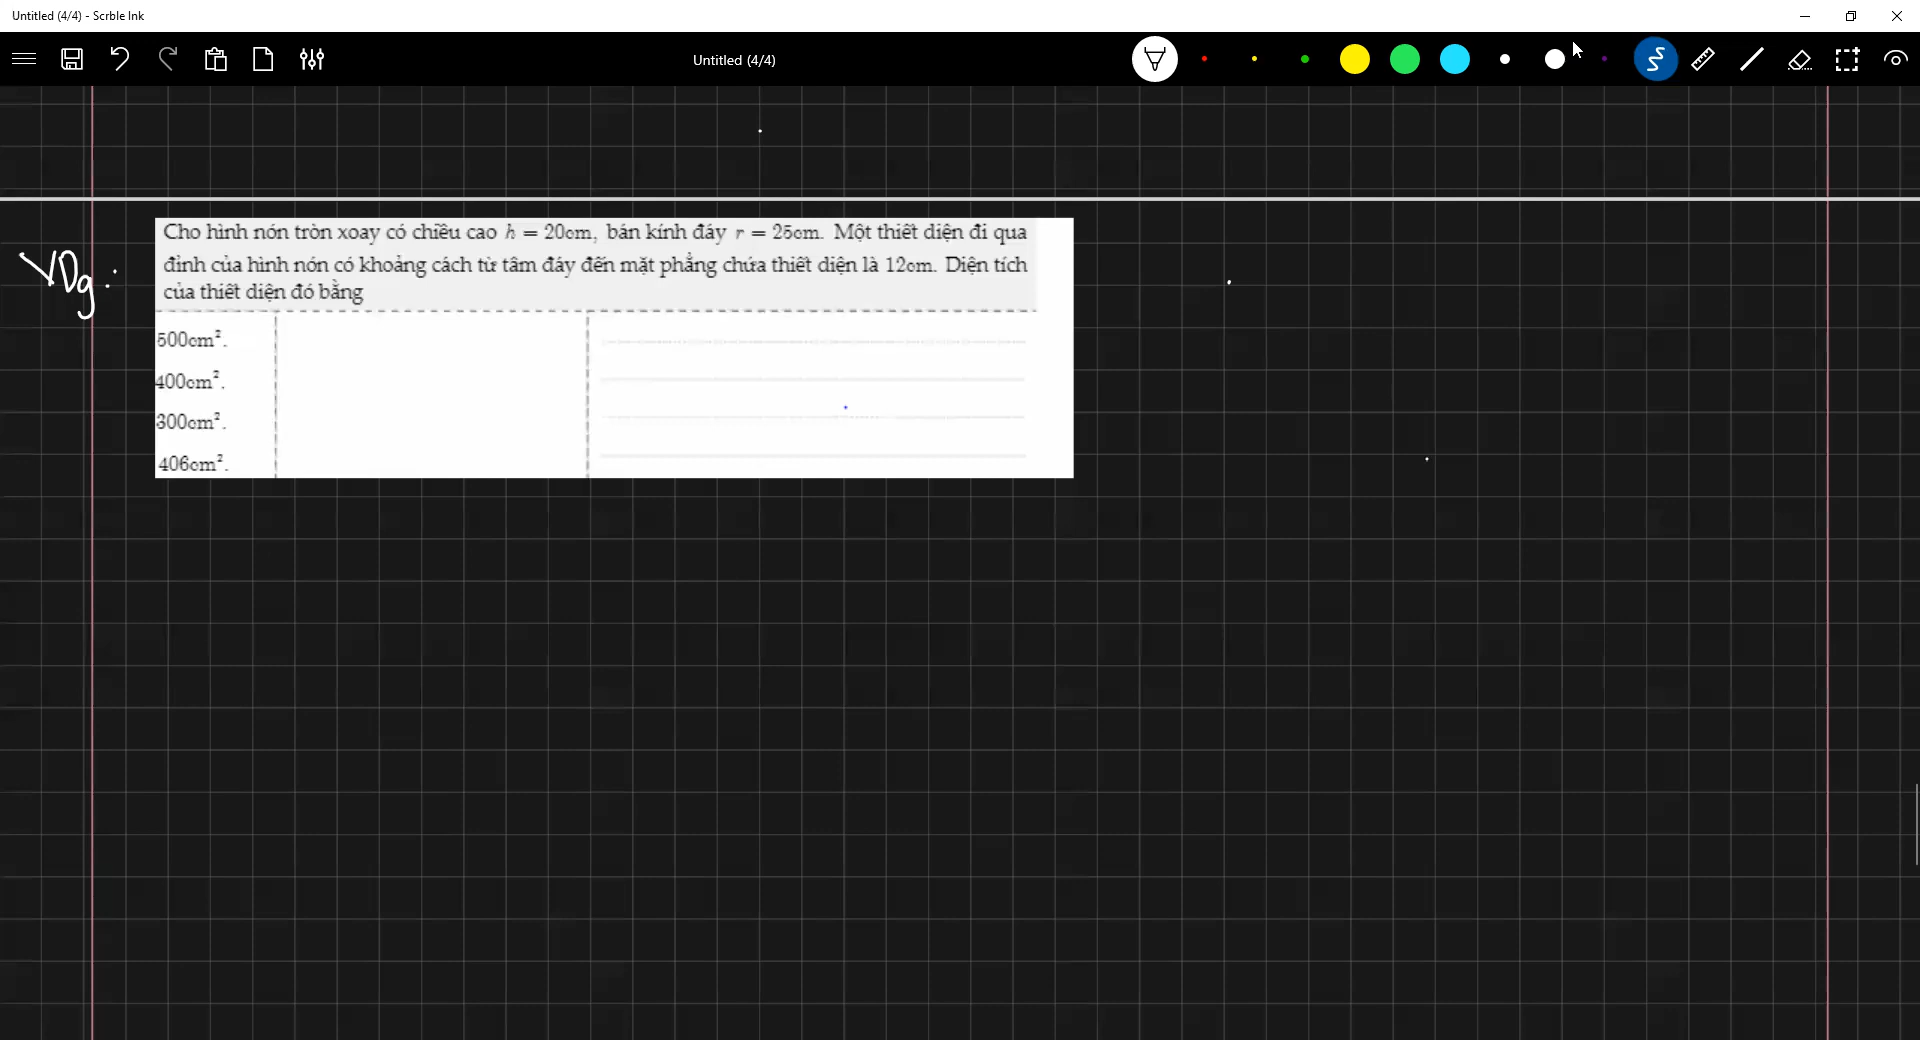 Untitled (4/4) - Scrble Ink
Untitled (4/4)
VDg:
Cho hình nón tròn xoay có chiều cao h = 20cm, bán kính đáy r = 25cm. Một thiết diện đi qua
đỉnh của hình nón có khoảng cách từ tâm đáy đến mặt phẳng chứa thiết diện là 12cm. Diện tích
của thiết diện đó bằng
500cm².
400cm².
300cm².
406cm².